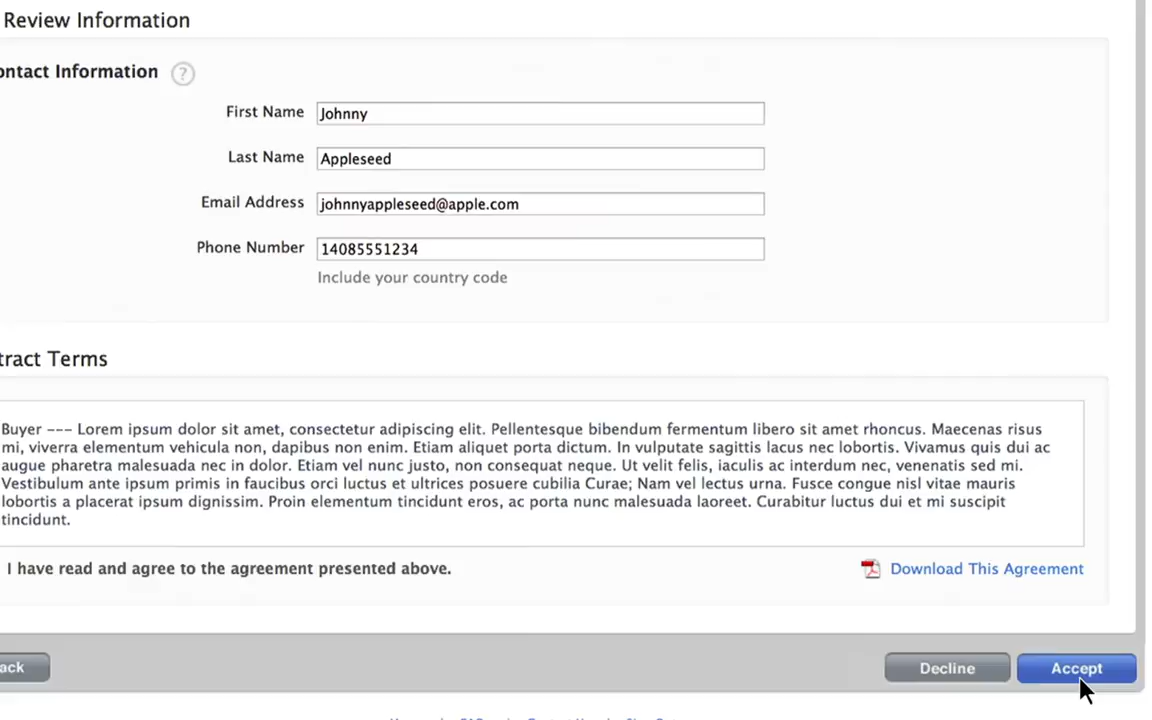 Review Information
ontact Information ?
First Name Johnny
Last Name Appleseed
Email Address johnnyappleseed@apple.com
Phone Number 14085551234
Include your country code
tract Terms
Buyer --- Lorem ipsum dolor sit amet, consectetur adipiscing elit. Pellentesque bibendum fermentum libero sit amet rhoncus. Maecenas risus
mi, viverra elementum vehicula non, dapibus non enim. Etiam aliquet porta dictum. In vulputate sagittis lacus nec lobortis. Vivamus quis dui ac
augue pharetra malesuada nec in dolor. Etiam vel nunc justo, non consequat neque. Ut velit felis, iaculis ac interdum nec, venenatis sed mi.
Vestibulum ante ipsum primis in faucibus orci luctus et ultrices posuere cubilia Curae; Nam vel lectus urna. Fusce congue nisl vitae mauris
lobortis a placerat ipsum dignissim. Proin elementum tincidunt eros, ac porta nunc malesuada laoreet. Curabitur luctus dui et mi suscipit
tincidunt.
I have read and agree to the agreement presented above. Download This Agreement
ack Decline Accept